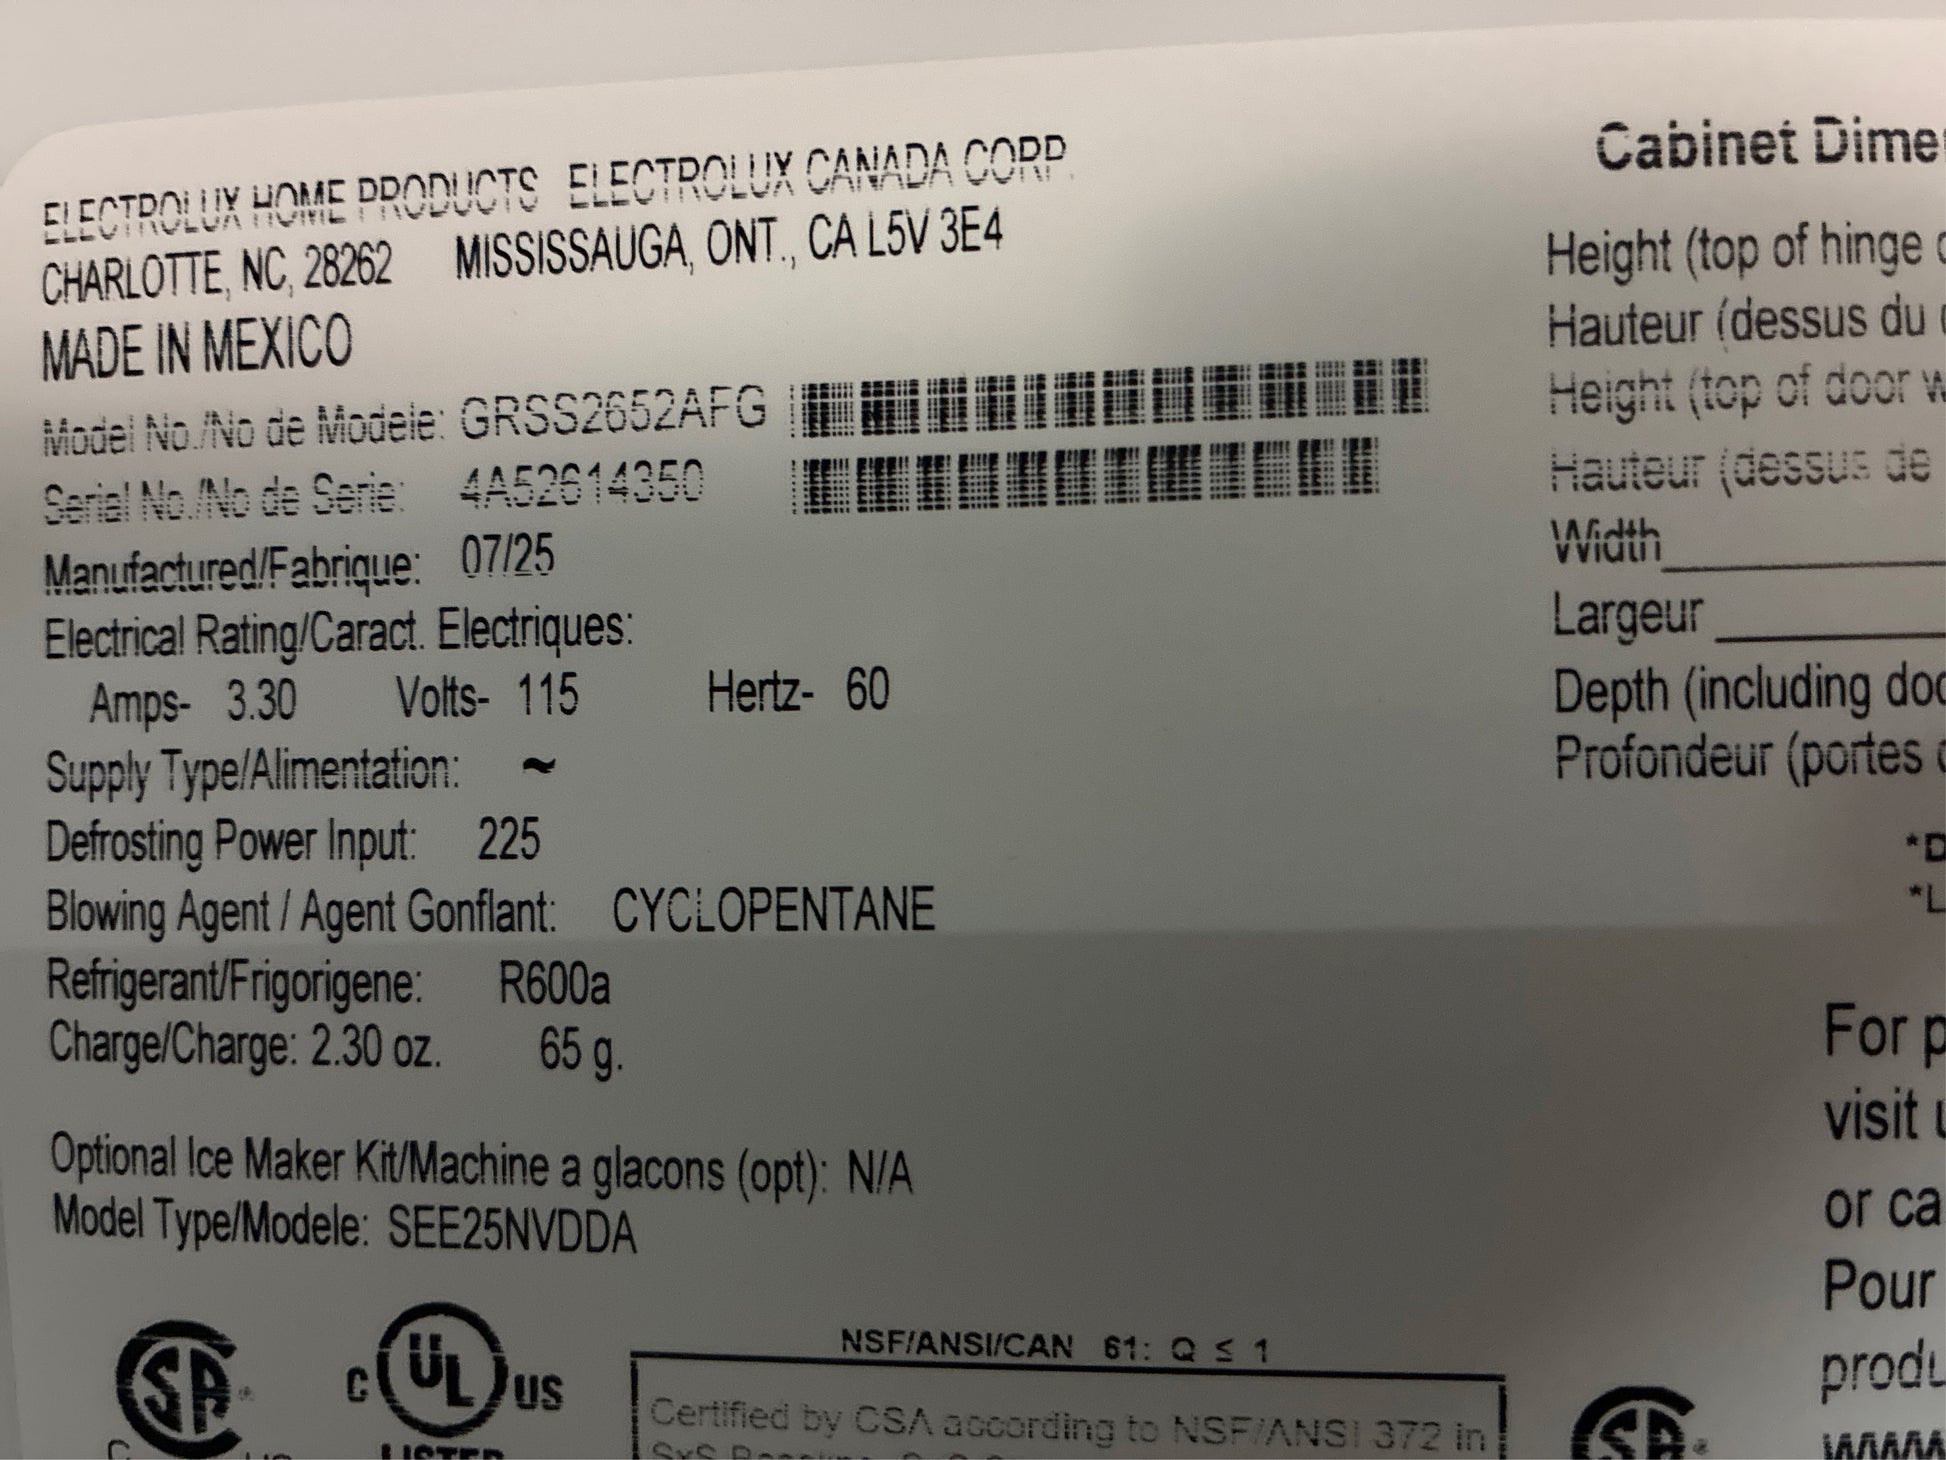 ELECTROLUX HOME PRODUCTS ELECTROLUX CANADA CORP.
CHARLOTTE, NC, 28262 MISSISSAUGA, ONT., CA L5V 3E4
MADE IN MEXICO
Model No./No de Modele: GRSS2652AFG
Serial No./No de Serie: 4A52614350
Manufactured/Fabrique: 07/25
Electrical Rating/Caract. Electriques:
Amps- 3.30 Volts- 115 Hertz- 60
Supply Type/Alimentation: ~
Defrosting Power Input: 225
Blowing Agent / Agent Gonflant: CYCLOPENTANE
Refrigerant/Frigorigene: R600a
Charge/Charge: 2.30 oz. 65 g.
Optional Ice Maker Kit/Machine a glacons (opt): N/A
Model Type/Modele: SEE25NVDDA
SA
C UL US
LISTED
NSF/ANSI/CAN 61: Q ≤ 1
Certified by CSA according to NSF/ANSI 372 in
Cabinet Dime
Height (top of hinge
Hauteur (dessus du
Height (top of door w
Hauteur (dessus de
Width
Largeur
Depth (including doo
Profondeur (portes
*D
*L
For p
visit u
or ca
Pour
produ
www
SA